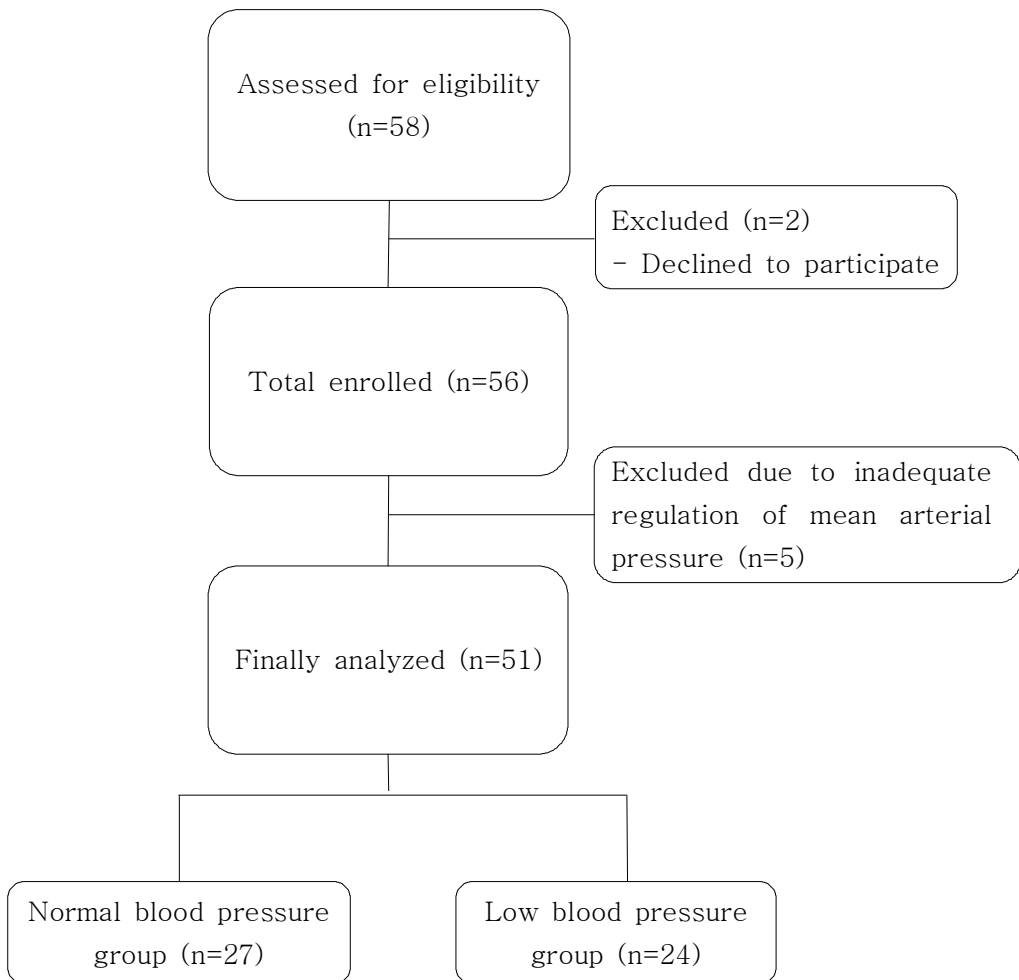 Assessed for eligibility
(n=58)
Excluded (n=2)
- Declined to participate
Total enrolled (n=56)
Excluded due to inadequate
regulation of mean arterial
pressure (n=5)
Finally analyzed (n=51)
Normal blood pressure
group (n=27)
Low blood pressure
group (n=24)